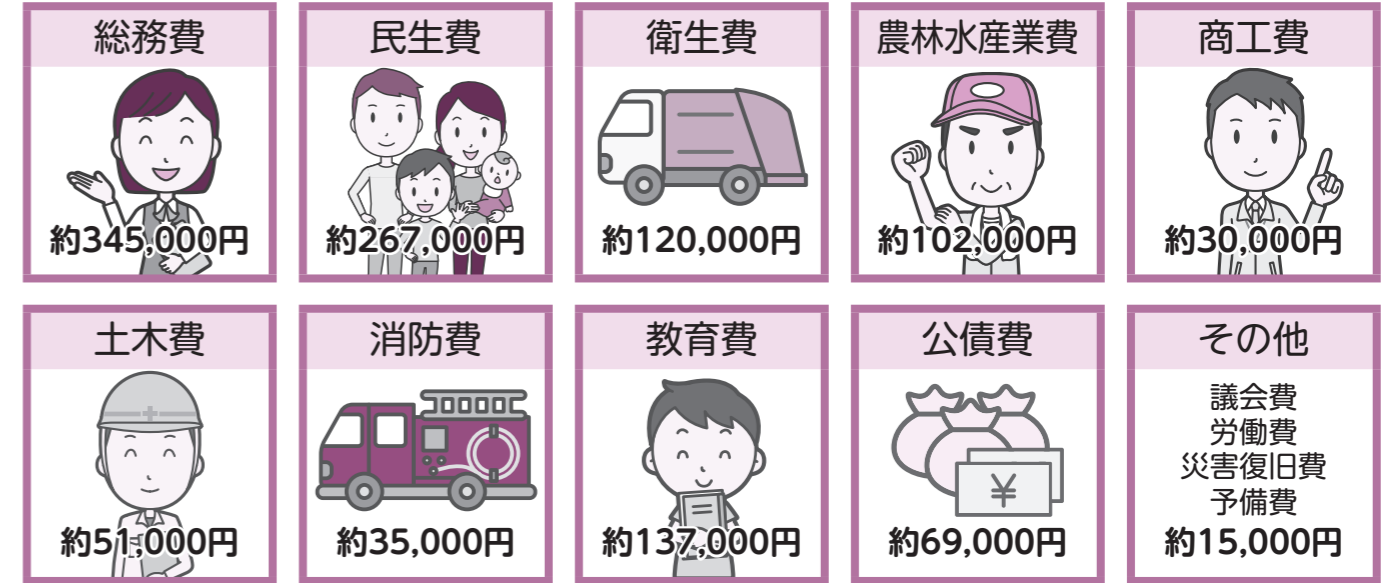 総務費
約345,000円
民生費
約267,000円
衛生費
約120,000円
農林水産業費
約102,000円
商工費
約30,000円
土木費
約51,000円
消防費
約35,000円
教育費
約137,000円
公債費
¥
約69,000円
その他
議会費
労働費
災害復旧費
予備費
約15,000円